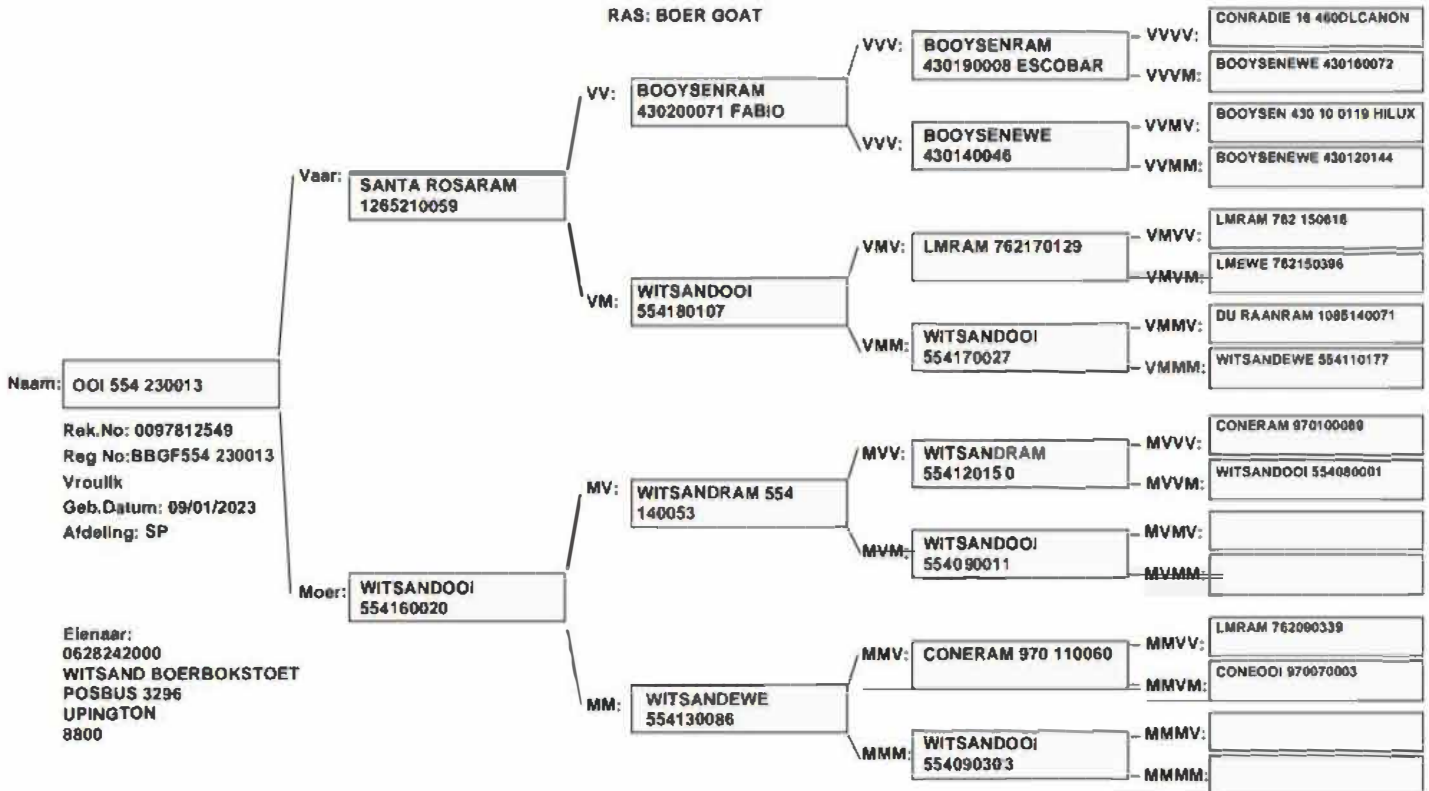 RAS: BOER GOAT
Naam: OOI 554 230013
Rek.No: 0097812549
Reg No:BBGF554 230013
Vroulik
Geb.Datum: 09/01/2023
Afdeling: SP
Eienaar:
0628242000
WITSAND BOERBOKSTOET
POSBUS 3296
UPINGTON
8800
Vaar: SANTA ROSARAM
1265210059
Moer: WITSANDOOI
554160020
VV: BOOYSENRAM
430200071 FABIO
VM: WITSANDOOI
554180107
MV: WITSANDRAM 554
140053
MM: WITSANDEWE
554130086
VVV: BOOYSENRAM
430190008 ESCOBAR
VVV: BOOYSENEWE
430140046
VMV: LMRAM 762170129
VMM: WITSANDOOI
554170027
MVV: WITSANDRAM
554120150
MVM: WITSANDOOI
554090011
MMV: CONERAM 970 110060
MMM: WITSANDOOI
554090303
VVVV: CONRADIE 16 460DLCANON
VVVM: BOOYSENEWE 430160072
VVMV: BOOYSEN 430 10 0119 HILUX
VVMM: BOOYSENEWE 430120144
VMVV: LMRAM 762 150616
VMVM: LMEWE 762150396
VMMV: DU RAANRAM 1085140071
VMMM: WITSANDEWE 554110177
MVVV: CONERAM 970100089
MVVM: WITSANDOOI 554080001
MVMV:
MVMM:
MMVV: LMRAM 762090339
MMVM: CONEOOI 970070003
MMMV:
MMMM: